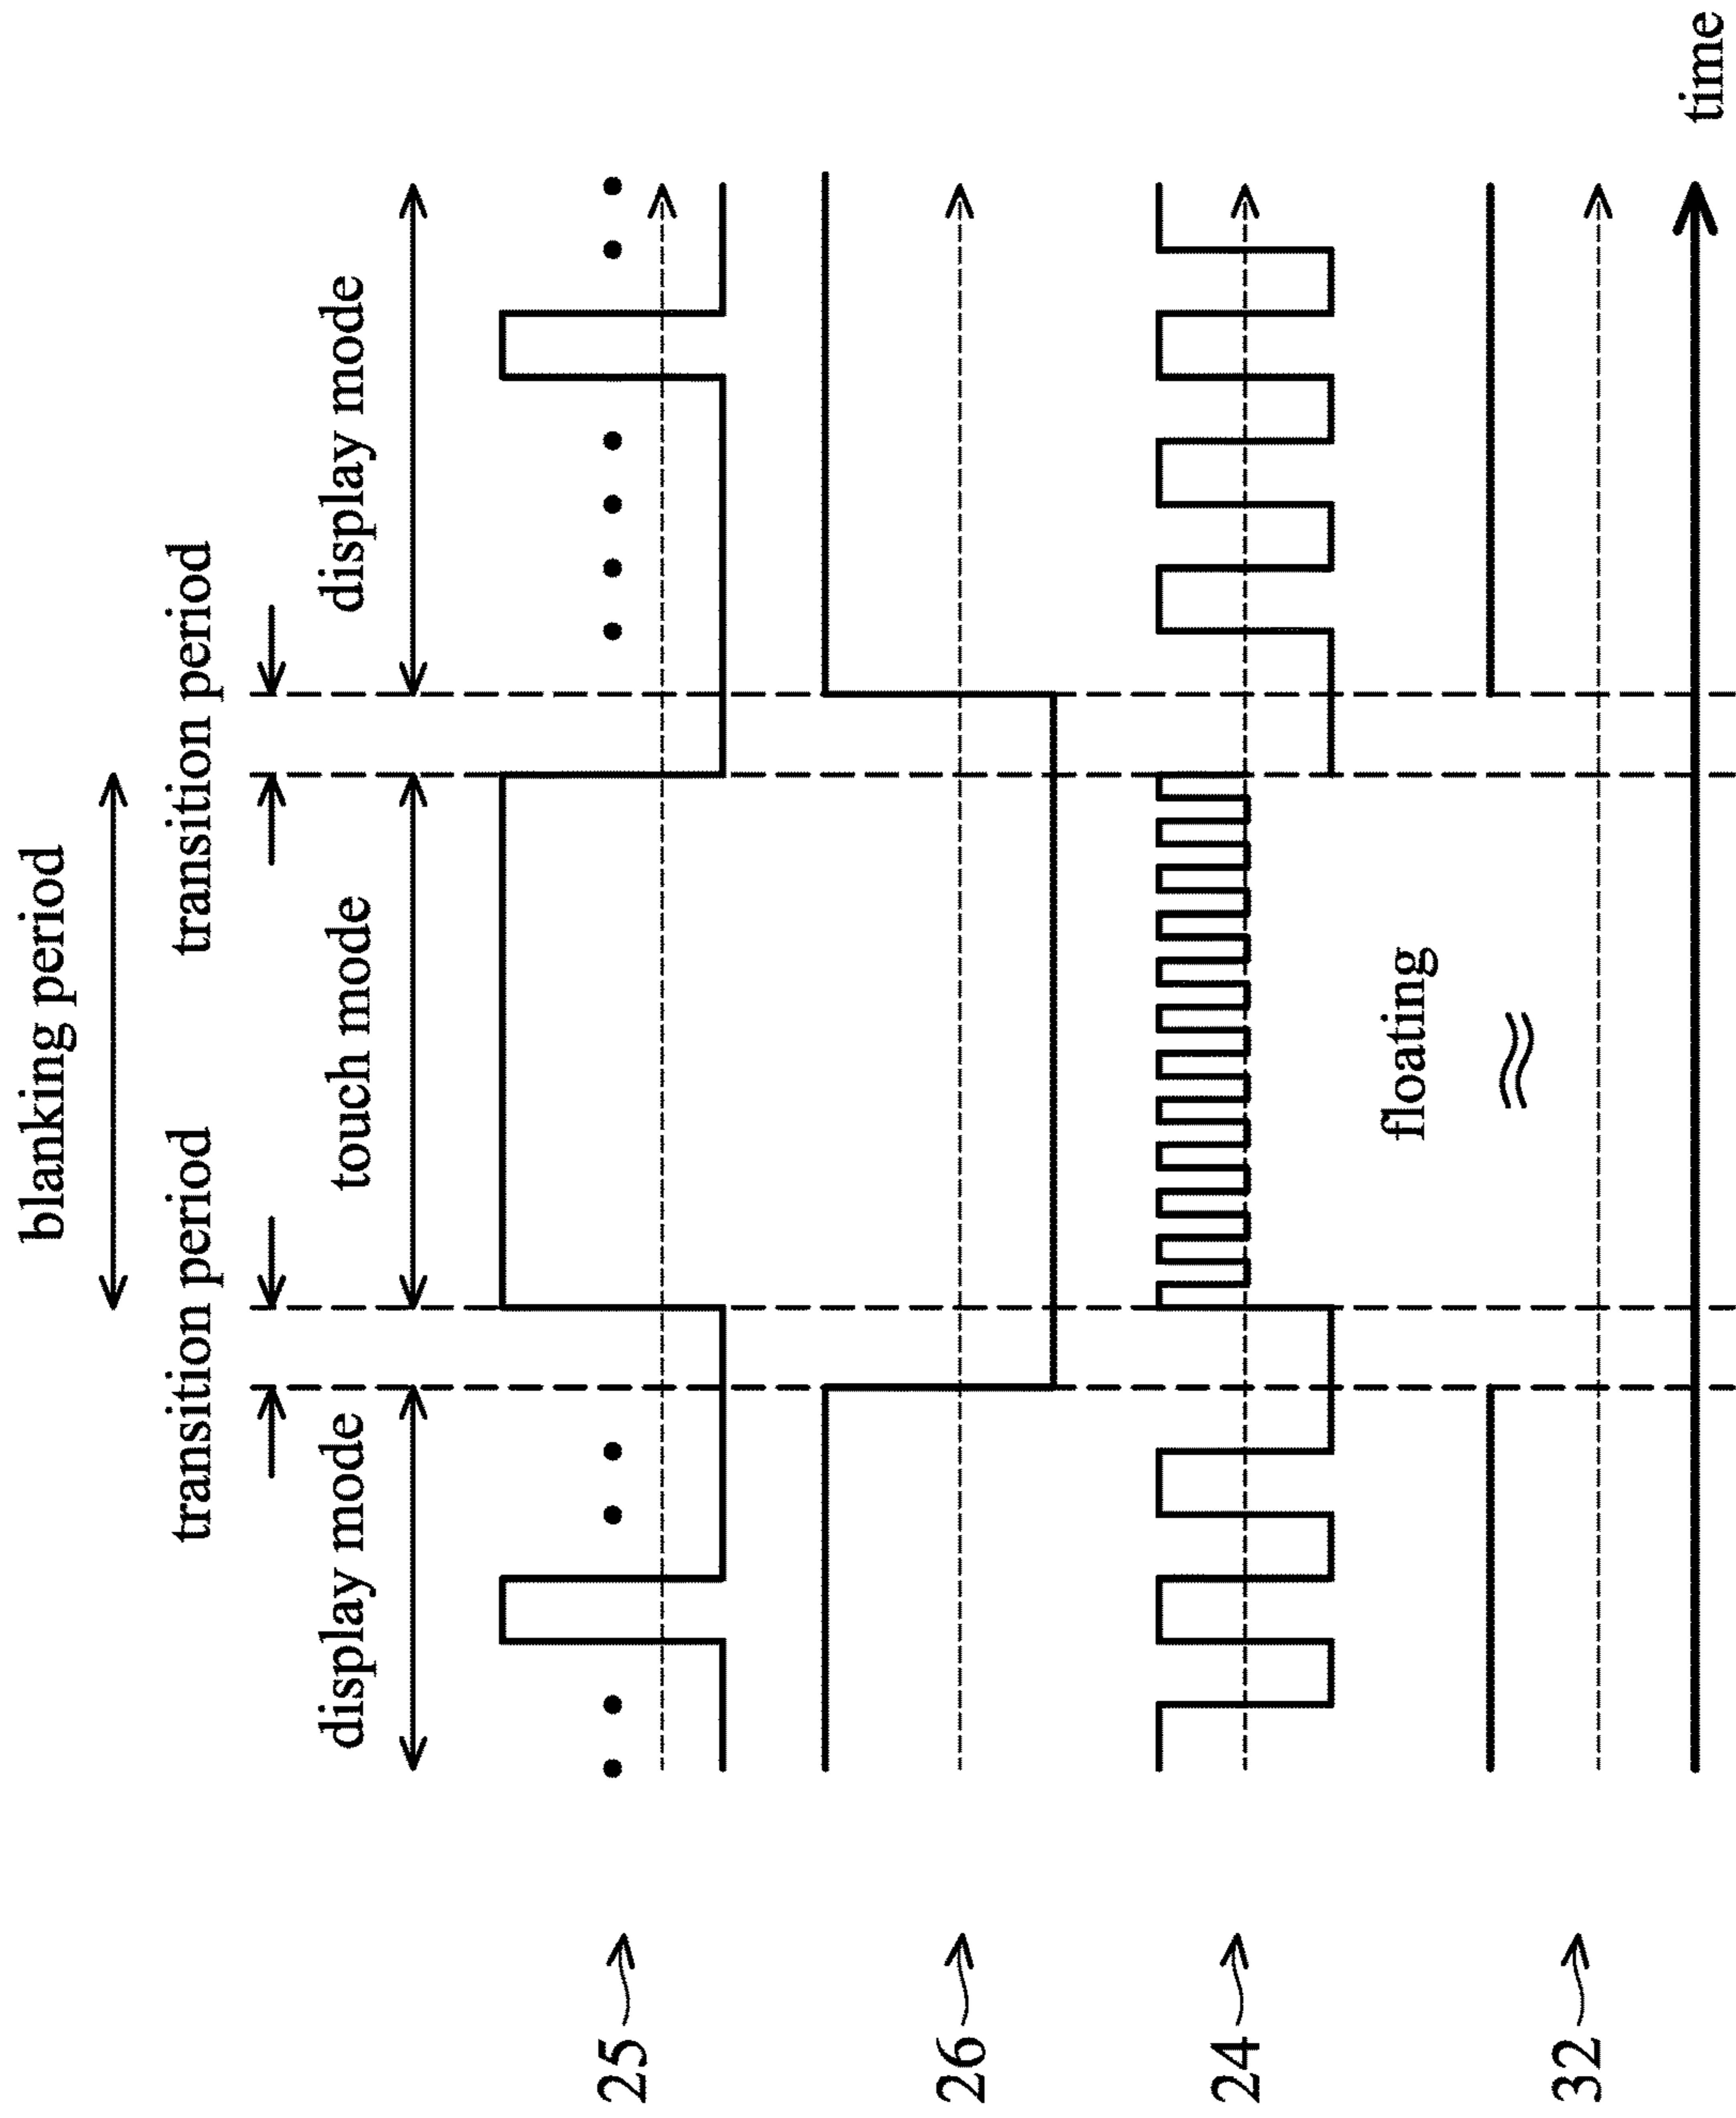 blanking period
transition period
transition period
display mode
touch mode
display mode
25
26
24
floating
32
time